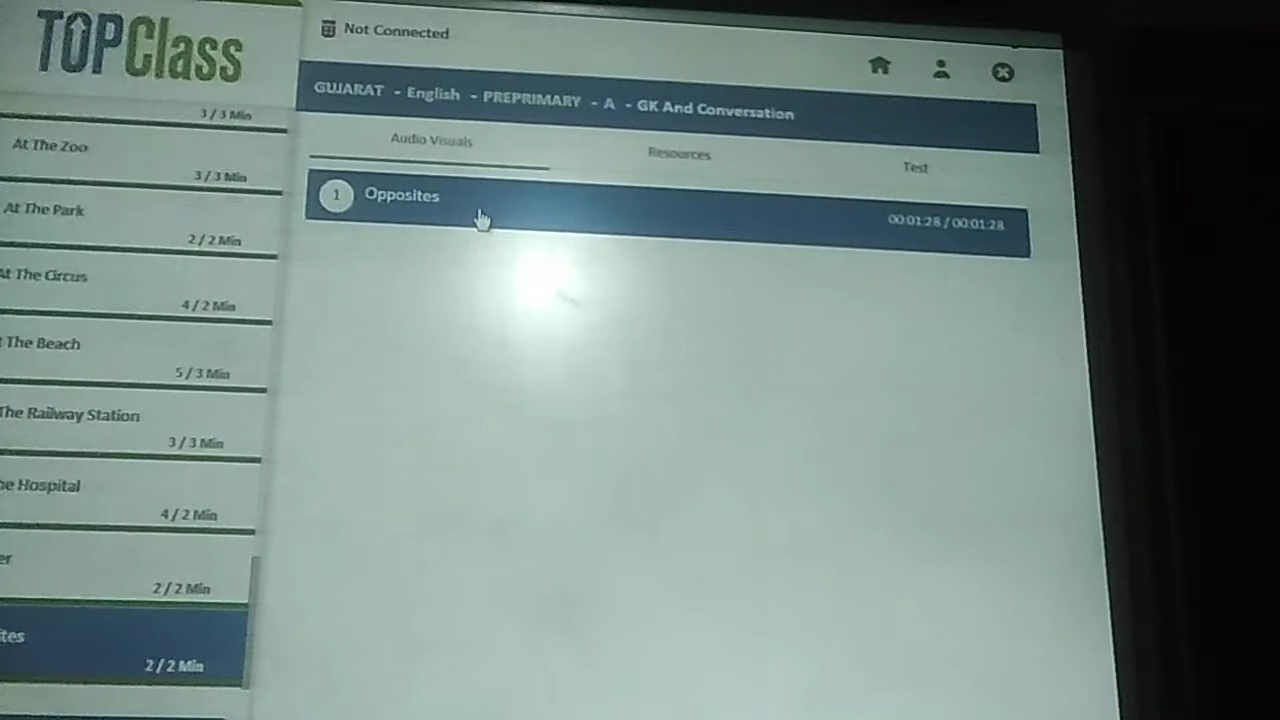 TOPClass
Not Connected
GUJARAT - English - PREPRIMARY - A - GK And Conversation
Audio Visuals
Resources
Test
1 Opposites
00:01:28 / 00:01:28
3 / 3 Min
At The Zoo
3 / 3 Min
At The Park
2 / 2 Min
At The Circus
4 / 2 Min
The Beach
5 / 3 Min
The Railway Station
3 / 3 Min
Hospital
4 / 2 Min
2 / 2 Min
2 / 2 Min